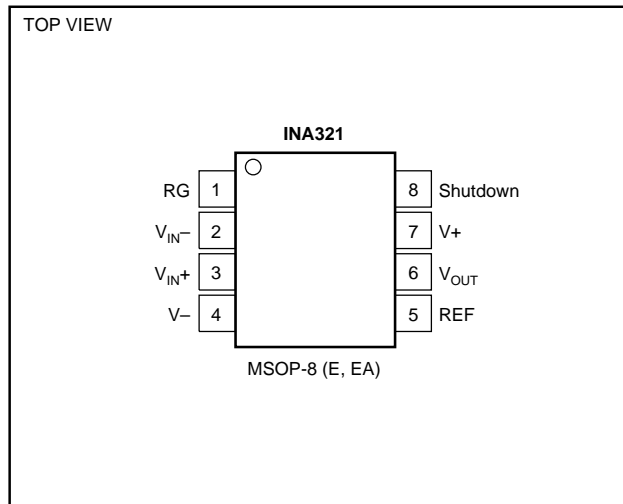 TOP VIEW
INA321
RG 1
V_IN– 2
V_IN+ 3
V– 4
8 Shutdown
7 V+
6 V_OUT
5 REF
MSOP-8 (E, EA)